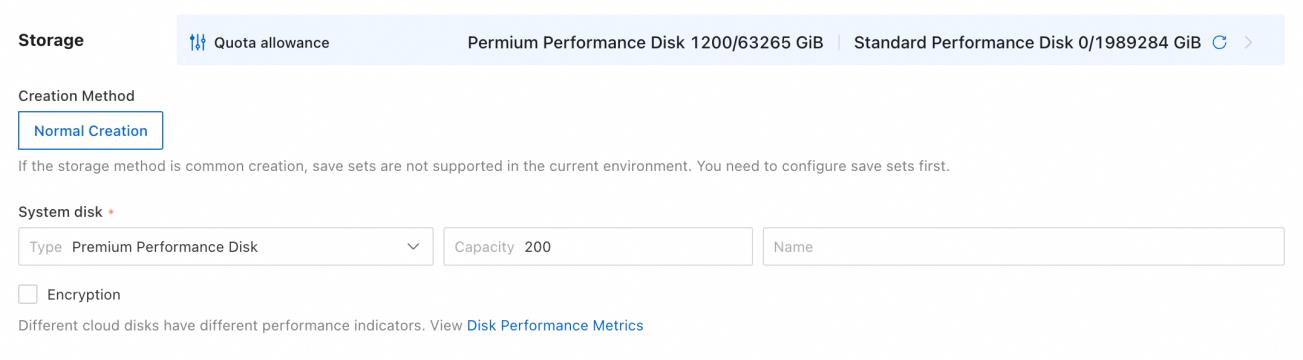 Storage
Quota allowance Permium Performance Disk 1200/63265 GiB Standard Performance Disk 0/1989284 GiB
Creation Method
Normal Creation
If the storage method is common creation, save sets are not supported in the current environment. You need to configure save sets first.
System disk *
Type Premium Performance Disk Capacity 200 Name
Encryption
Different cloud disks have different performance indicators. View Disk Performance Metrics